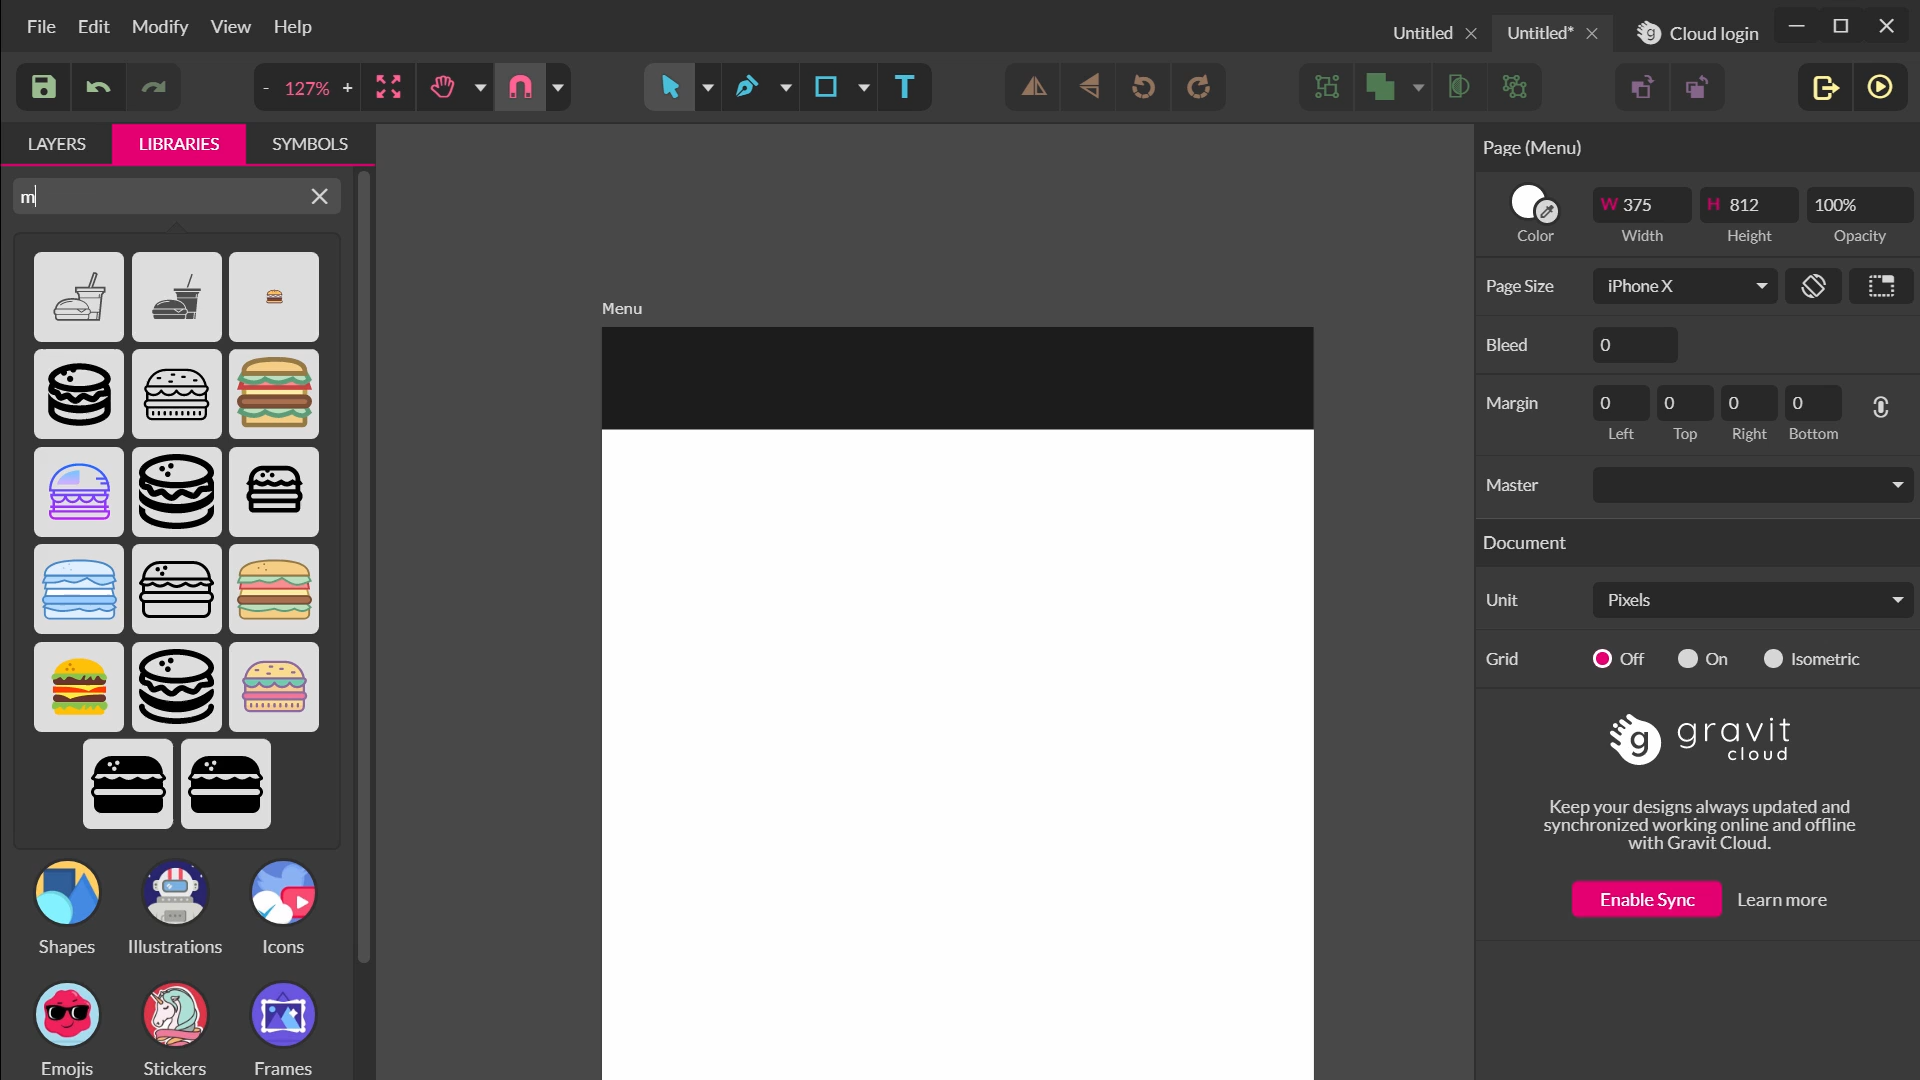 File Edit Modify View Help
Untitled Untitled* Cloud login
- 127% +
T
LAYERS LIBRARIES SYMBOLS
m
Shapes Illustrations Icons
Emojis Stickers Frames
Menu
Page (Menu)
W 375 H 812 100%
Color Width Height Opacity
Page Size iPhone X
Bleed 0
Margin 0 0 0 0
Left Top Right Bottom
Master
Document
Unit Pixels
Grid Off On Isometric
g gravit
cloud
Keep your designs always updated and
synchronized working online and offline
with Gravit Cloud.
Enable Sync Learn more